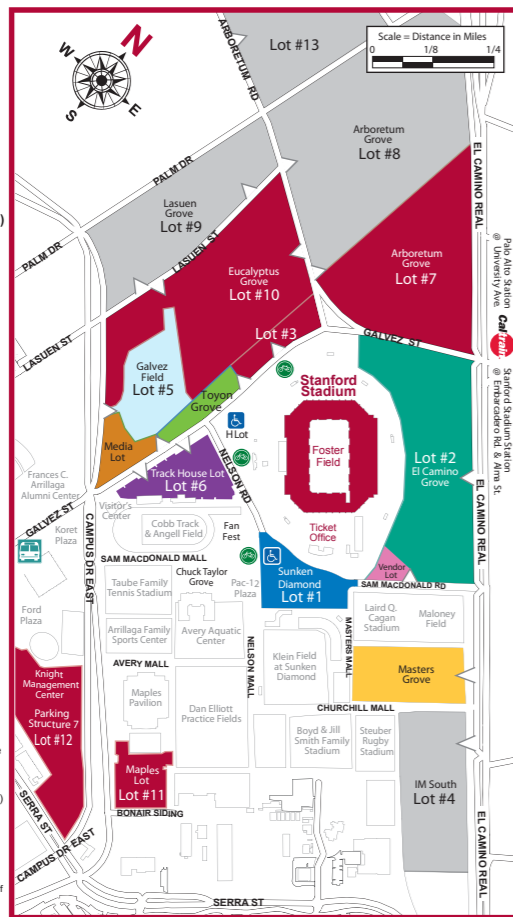 N
W
E
S
Scale = Distance in Miles
0 1/8 1/4
ARBORETUM RD
Lot #13
Arboretum
Grove
Lot #8
PALM DR
Lasuen
Grove
Lot #9
LASUEN ST
EL CAMINO REAL
)
PALM DR
Eucalyptus
Grove
Lot #10
Arboretum
Grove
Lot #7
Palo Alto Station
@ University Ave.
Caltrain
Stanford Stadium Station
@ Embarcadero Rd. & Alma St.
LASUEN ST
Lot #3
GALVEZ ST
Galvez
Field
Lot #5
Toyon
Grove
Stanford
Stadium
H Lot
Foster
Field
Lot #2
El Camino
Grove
Media
Lot
Track House Lot
Lot #6
NELSON RD
Frances C.
Arrillaga
Alumni Center
GALVEZ ST
Visitor's
Center
Cobb Track
& Angell Field
Fan
Fest
Ticket
Office
EL CAMINO REAL
Koret
Plaza
CAMPUS DR EAST
SAM MACDONALD MALL
Vendor
Lot
SAM MACDONALD RD
Taube Family
Tennis Stadium
Chuck Taylor
Grove
Pac-12
Plaza
Sunken
Diamond
Lot #1
Ford
Plaza
Arrillaga Family
Sports Center
Avery Aquatic
Center
NELSON MALL
MASTERS MALL
Laird Q.
Cagan
Stadium
Maloney
Field
AVERY MALL
Klein Field
at Sunken
Diamond
Masters
Grove
Knight
Management
Center
Parking
Structure 7
Lot #12
Maples
Pavilion
Dan Elliott
Practice Fields
CHURCHILL MALL
Boyd & Jill
Smith Family
Stadium
Steuber
Rugby
Stadium
e
Maples
Lot
Lot #11
IM South
Lot #4
)
SERRA ST
BONAIR SIDING
EL CAMINO REAL
CAMPUS DR EAST
of
SERRA ST